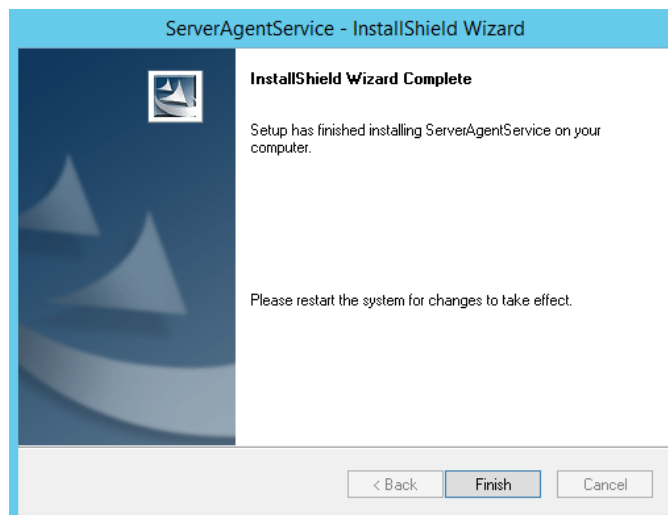 ServerAgentService - InstallShield Wizard
InstallShield Wizard Complete
Setup has finished installing ServerAgentService on your
computer.
Please restart the system for changes to take effect.
< Back Finish Cancel